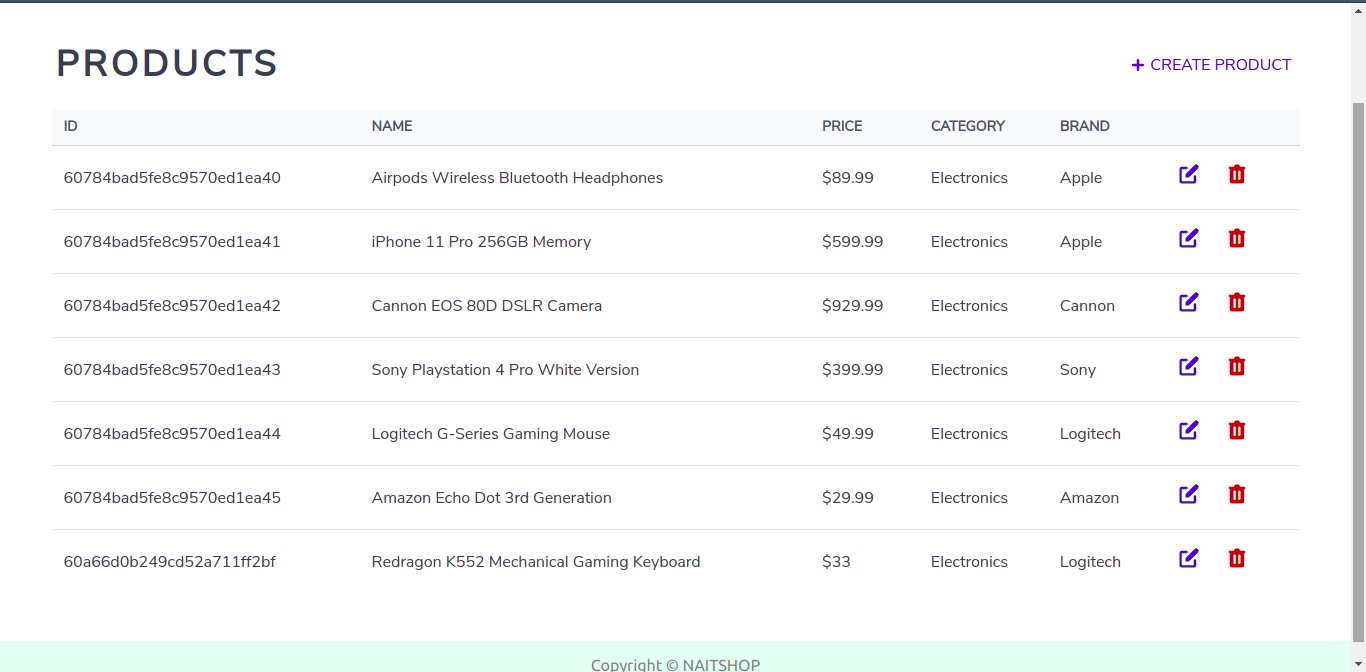 PRODUCTS
+ CREATE PRODUCT
ID NAME PRICE CATEGORY BRAND
60784bad5fe8c9570ed1ea40 Airpods Wireless Bluetooth Headphones $89.99 Electronics Apple
60784bad5fe8c9570ed1ea41 iPhone 11 Pro 256GB Memory $599.99 Electronics Apple
60784bad5fe8c9570ed1ea42 Cannon EOS 80D DSLR Camera $929.99 Electronics Cannon
60784bad5fe8c9570ed1ea43 Sony Playstation 4 Pro White Version $399.99 Electronics Sony
60784bad5fe8c9570ed1ea44 Logitech G-Series Gaming Mouse $49.99 Electronics Logitech
60784bad5fe8c9570ed1ea45 Amazon Echo Dot 3rd Generation $29.99 Electronics Amazon
60a66d0b249cd52a711ff2bf Redragon K552 Mechanical Gaming Keyboard $33 Electronics Logitech
Copyright © NAITSHOP